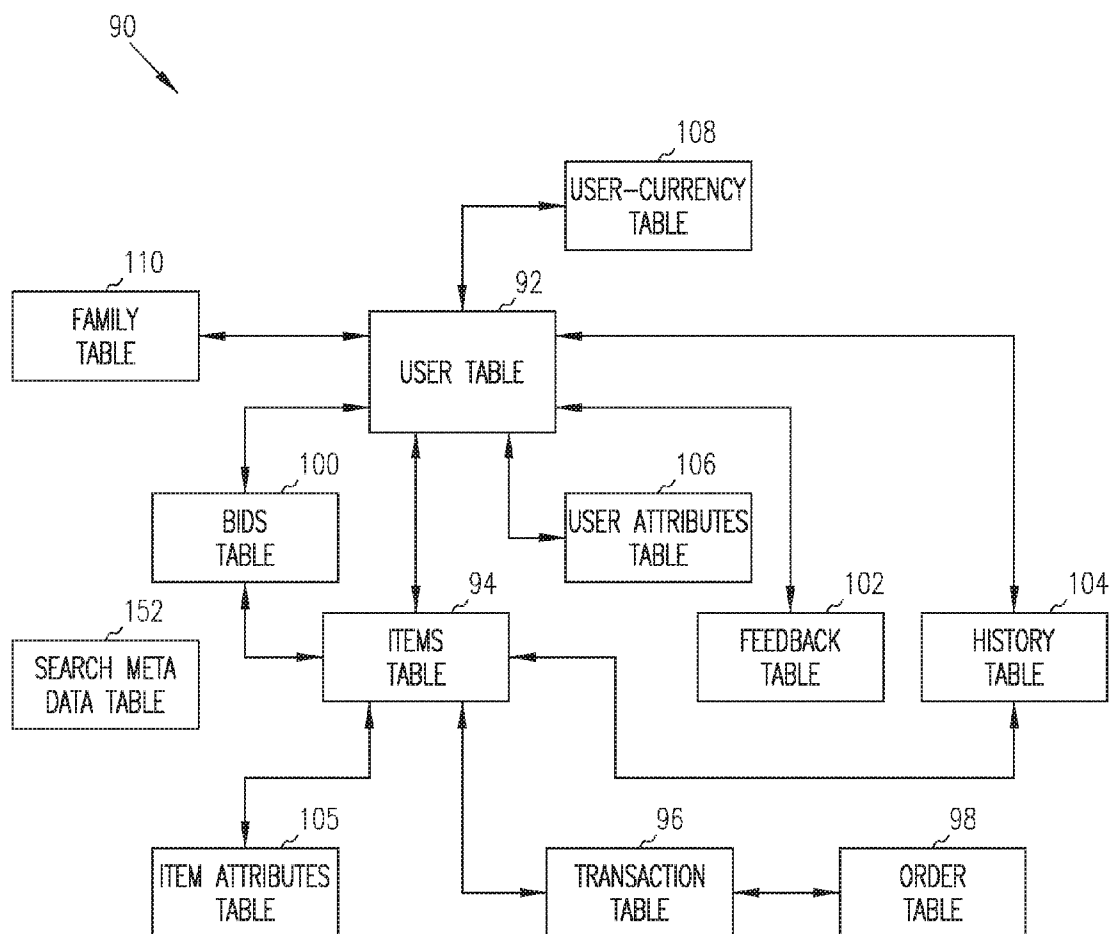 90
108
USER-CURRENCY
TABLE
110
FAMILY
TABLE
92
USER TABLE
100
BIDS
TABLE
106
USER ATTRIBUTES
TABLE
94
ITEMS
TABLE
102
FEEDBACK
TABLE
104
HISTORY
TABLE
152
SEARCH META
DATA TABLE
105
ITEM ATTRIBUTES
TABLE
96
TRANSACTION
TABLE
98
ORDER
TABLE